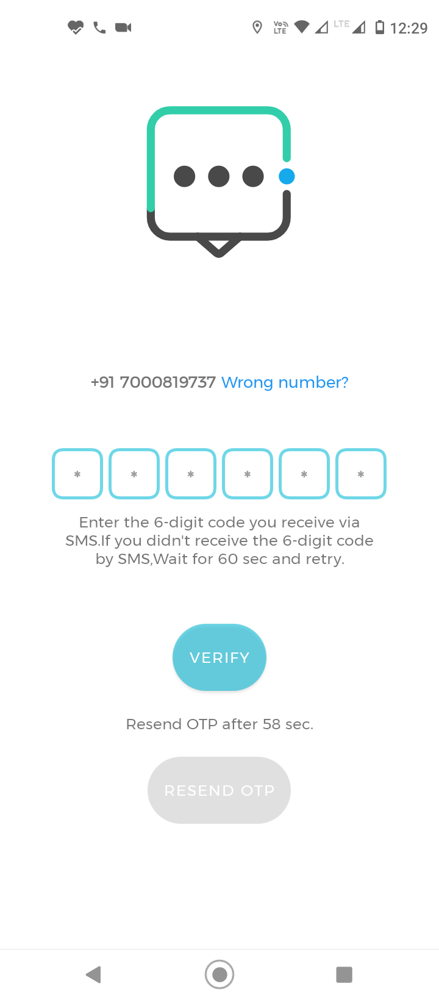 Vo LTE LTE 12:29
+91 7000819737 Wrong number?
* * * * * *
Enter the 6-digit code you receive via
SMS.If you didn't receive the 6-digit code
by SMS,Wait for 60 sec and retry.
VERIFY
Resend OTP after 58 sec.
RESEND OTP